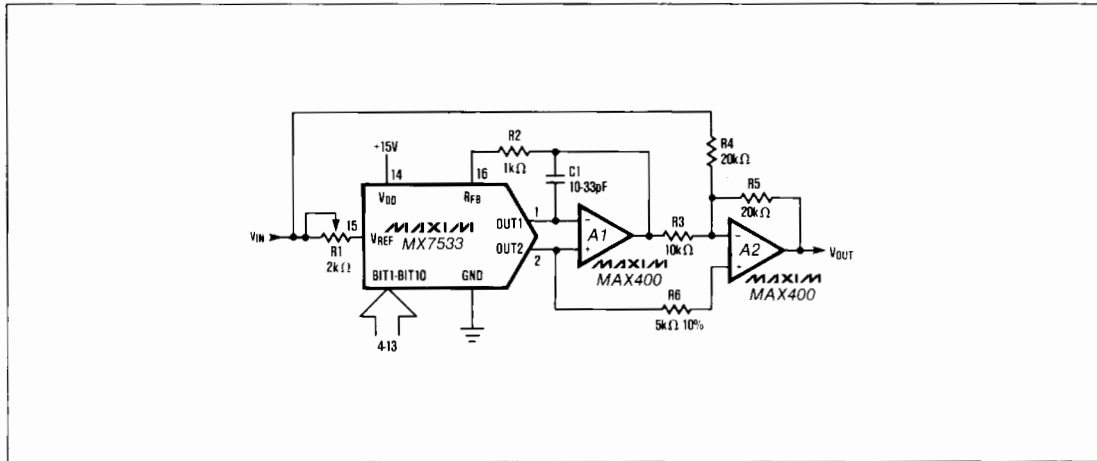 R2
1kΩ
R4
20kΩ
+15V
14
16
C1
10-33pF
R5
20kΩ
VDD
RFB
MAXIM
MX7533
OUT1
1
−
A1
+
R3
10kΩ
−
A2
+
VOUT
VIN
15
VREF
R1
2kΩ
OUT2
2
MAXIM
MAX400
MAXIM
MAX400
BIT1-BIT10
GND
R6
5kΩ 10%
4-13